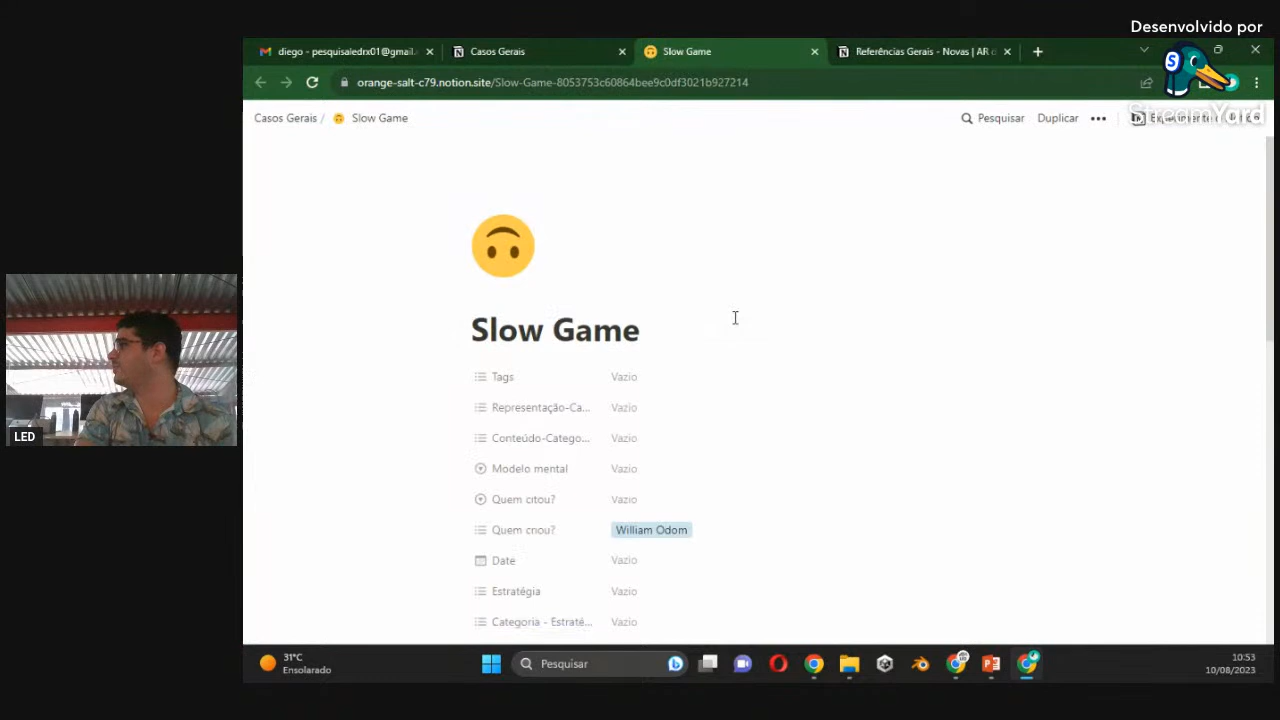 Desenvolvido por
StreamYard
diego - pesquisaledrx01@gmail.
Casos Gerais
Slow Game
Referências Gerais - Novas | AR d
orange-salt-c79.notion.site/Slow-Game-8053753c60864bee9c0df3021b927214
Casos Gerais / Slow Game
Pesquisar
Duplicar
Slow Game
Tags Vazio
Representação-Ca... Vazio
Conteúdo-Catego... Vazio
Modelo mental Vazio
Quem citou? Vazio
Quem criou? William Odom
Date Vazio
Estratégia Vazio
Categoria - Estraté... Vazio
LED
31°C
Ensolarado
Pesquisar
10:53
10/08/2023